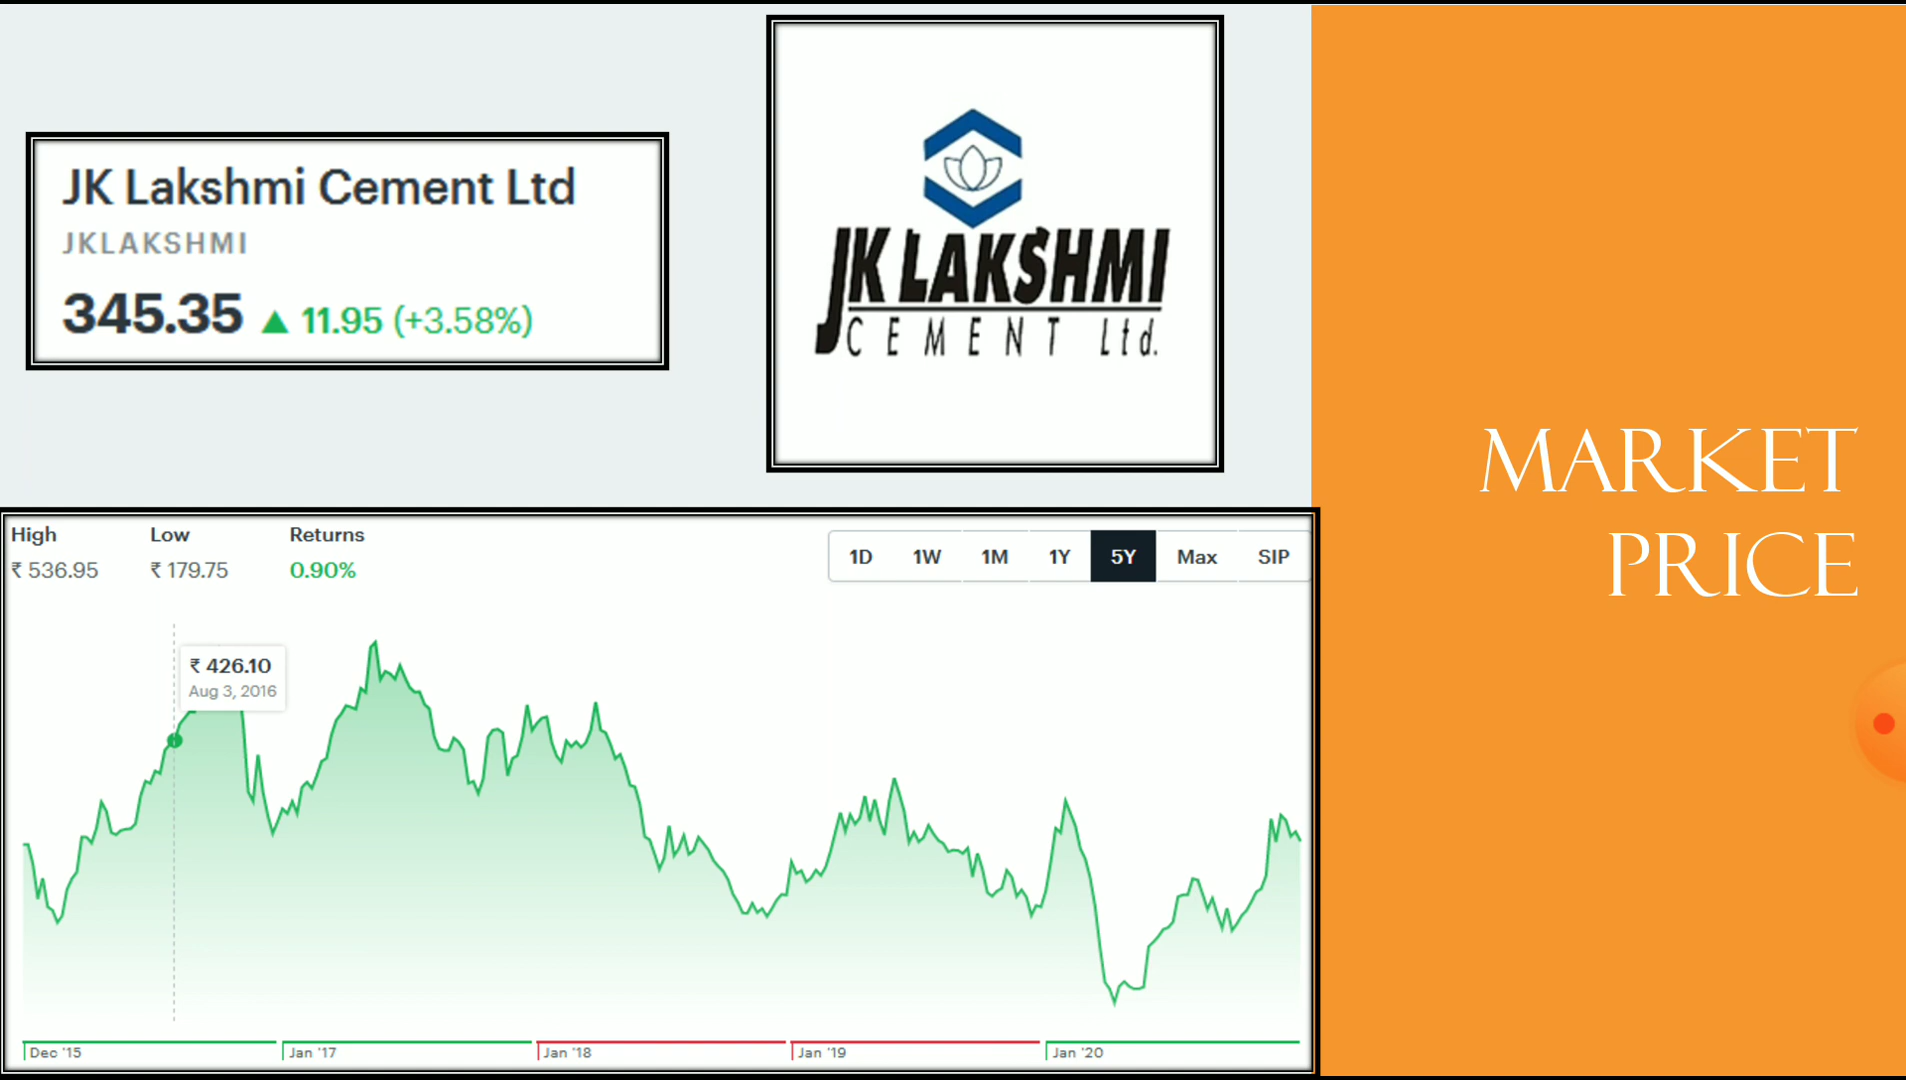 JK Lakshmi Cement Ltd
JKLAKSHMI
345.35 ▲ 11.95 (+3.58%)
JK LAKSHMI
CEMENT Ltd.
MARKET
PRICE
High Low Returns
₹ 536.95 ₹ 179.75 0.90%
1D 1W 1M 1Y 5Y Max SIP
₹ 426.10
Aug 3, 2016
Dec '15 Jan '17 Jan '18 Jan '19 Jan '20